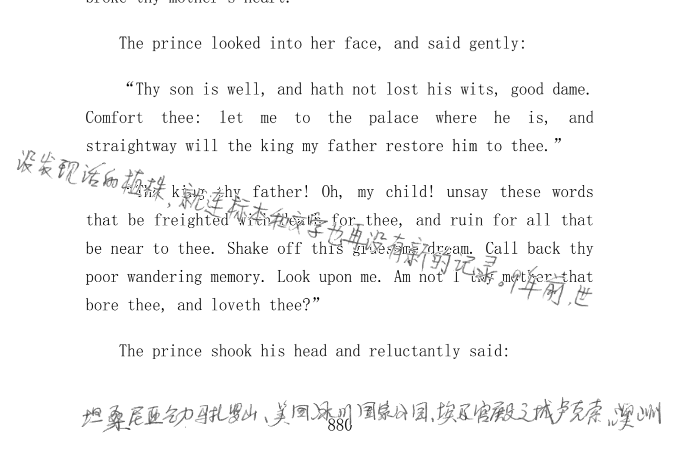 broke thy mother's heart.
The prince looked into her face, and said gently:
“Thy son is well, and hath not lost his wits, good dame.
Comfort thee: let me to the palace where he is, and
straightway will the king my father restore him to thee.”
没发现活的植株,就连标本和文字也再没有新的记录。9年前,世
king thy father! Oh, my child! unsay these words
that be freighted with death for thee, and ruin for all that
be near to thee. Shake off this gruesome dream. Call back thy
poor wandering memory. Look upon me. Am not I thy mother that
bore thee, and loveth thee?”
The prince shook his head and reluctantly said:
坦桑尼亚乞力马扎罗山、美国冰川国家公园、埃及宫殿之城卢克索、澳洲
880